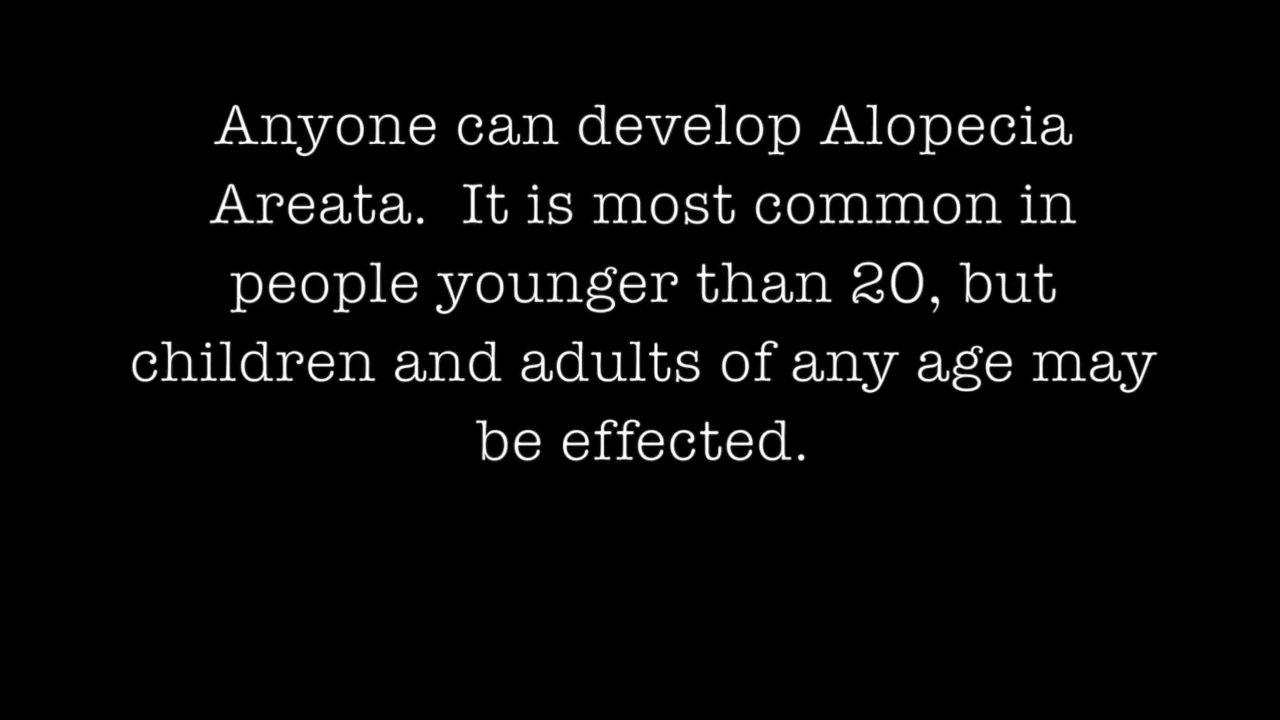 Anyone can develop Alopecia
Areata.  It is most common in
people younger than 20, but
children and adults of any age may
be effected.